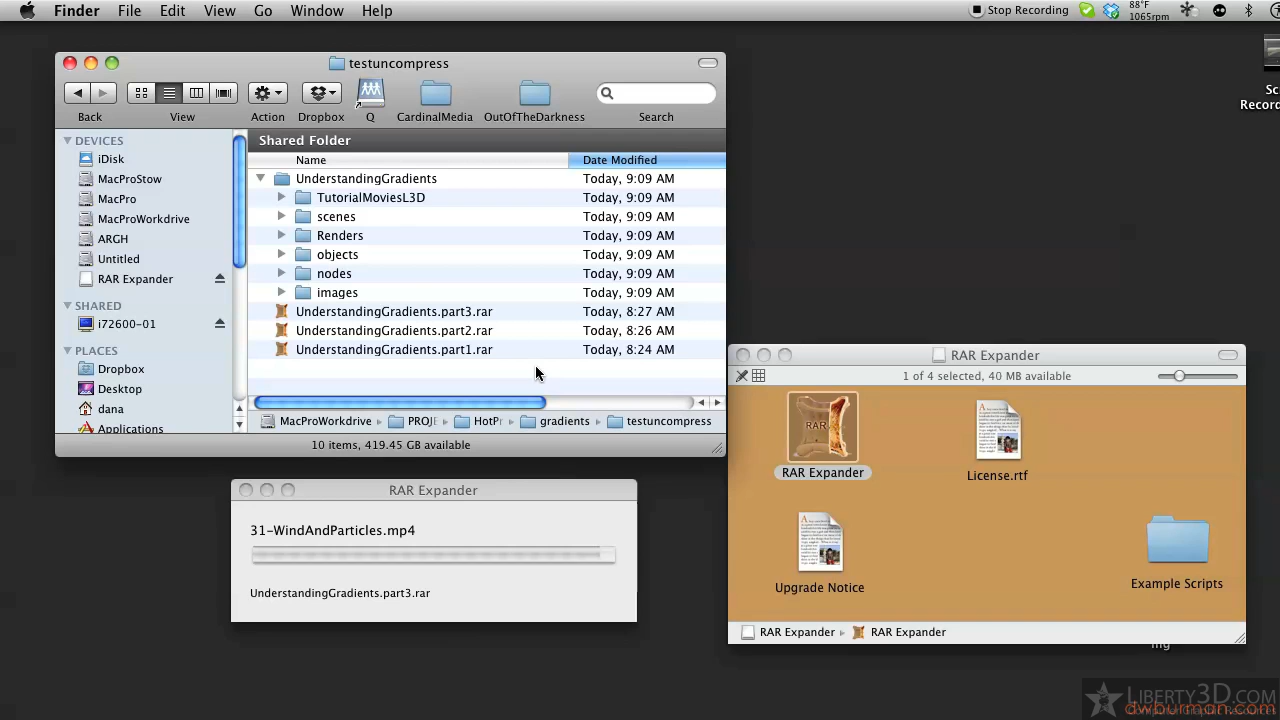 Finder File Edit View Go Window Help Stop Recording 88°F 1065rpm
testuncompress
Back View Action Dropbox Q CardinalMedia OutOfTheDarkness Search
DEVICES
iDisk
MacProStow
MacPro
MacProWorkdrive
ARGH
Untitled
RAR Expander
SHARED
i72600-01
PLACES
Dropbox
Desktop
dana
Applications
Shared Folder
Name Date Modified
UnderstandingGradients Today, 9:09 AM
TutorialMoviesL3D Today, 9:09 AM
scenes Today, 9:09 AM
Renders Today, 9:09 AM
objects Today, 9:09 AM
nodes Today, 9:09 AM
images Today, 9:09 AM
UnderstandingGradients.part3.rar Today, 8:27 AM
UnderstandingGradients.part2.rar Today, 8:26 AM
UnderstandingGradients.part1.rar Today, 8:24 AM
MacProWorkdrive PROJE HotPr gradients testuncompress
10 items, 419.45 GB available
RAR Expander
31-WindAndParticles.mp4
UnderstandingGradients.part3.rar
RAR Expander
1 of 4 selected, 40 MB available
RAR
RAR Expander
License.rtf
Upgrade Notice
Example Scripts
RAR Expander RAR Expander
Sc
Recor
LIBERTY3D.COM
dwburman.com